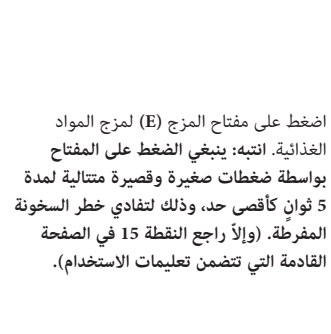 اضغط على مفتاح المزج (E) لمزج المواد
الغذائية. انتبه: ينبغي الضغط على المفتاح
بواسطة ضغطات صغيرة وقصيرة متتالية لمدة
5 ثوانٍ كأقصى حد، وذلك لتفادي خطر السخونة
المفرطة. (وإلاّ راجع النقطة 15 في الصفحة
القادمة التي تتضمن تعليمات الاستخدام).